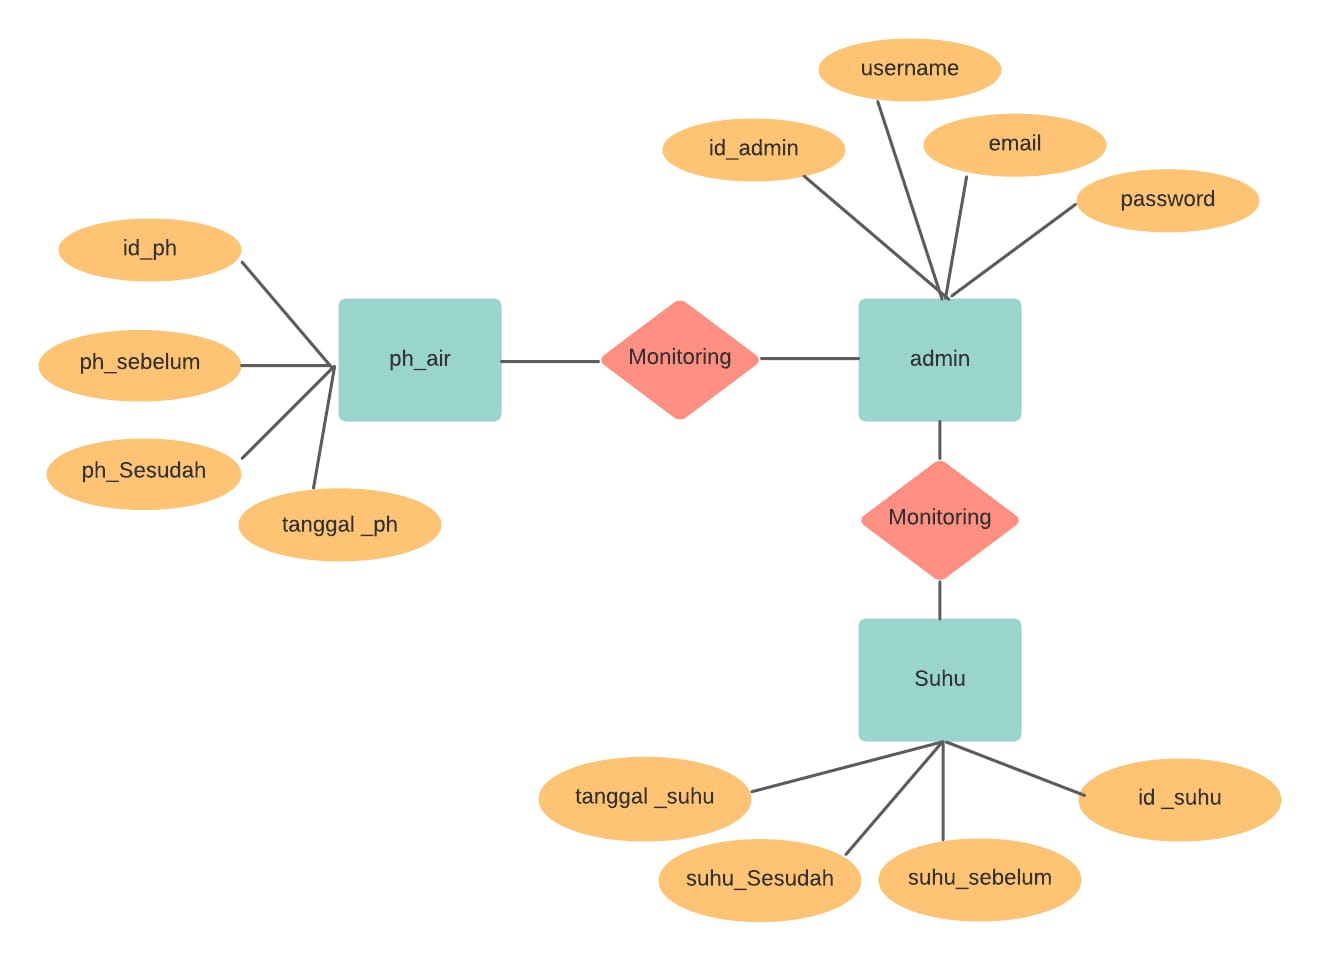 username
id_admin
email
password
id_ph
ph_sebelum
ph_Sesudah
tanggal _ph
ph_air
Monitoring
admin
Monitoring
Suhu
tanggal _suhu
id _suhu
suhu_Sesudah
suhu_sebelum